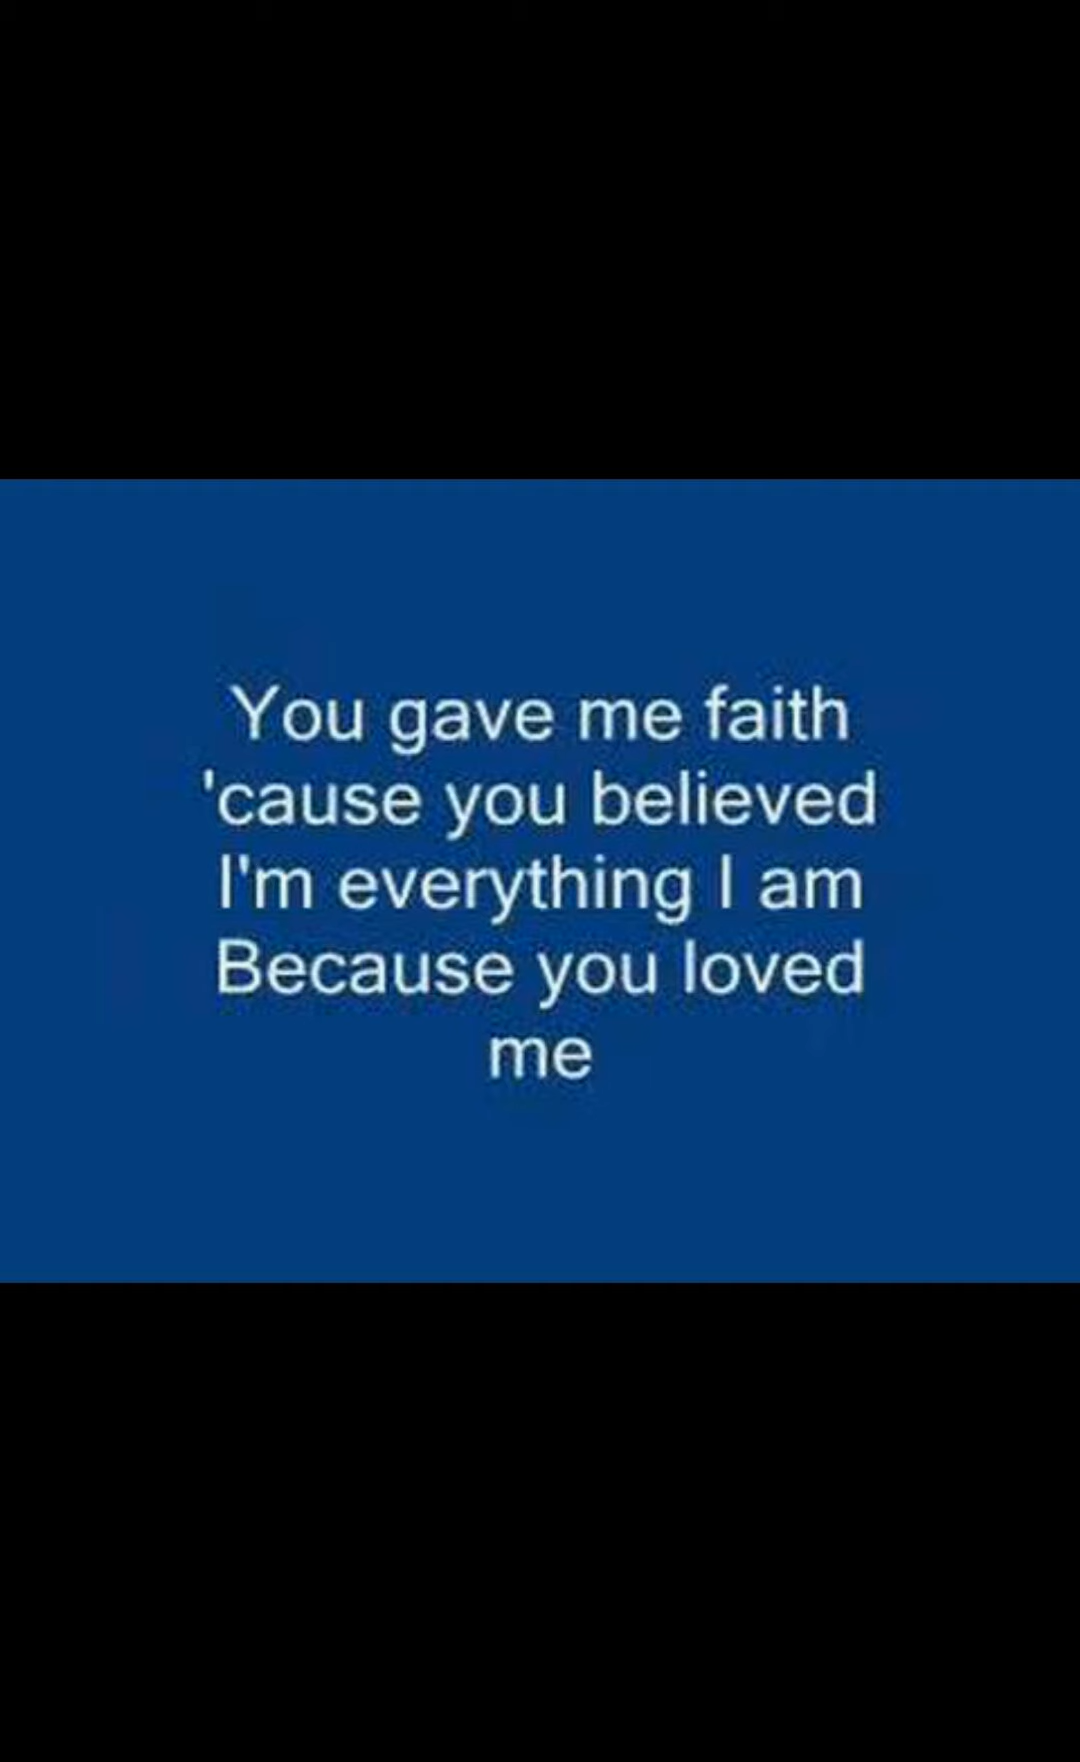 You gave me faith
'cause you believed
I'm everything I am
Because you loved
me